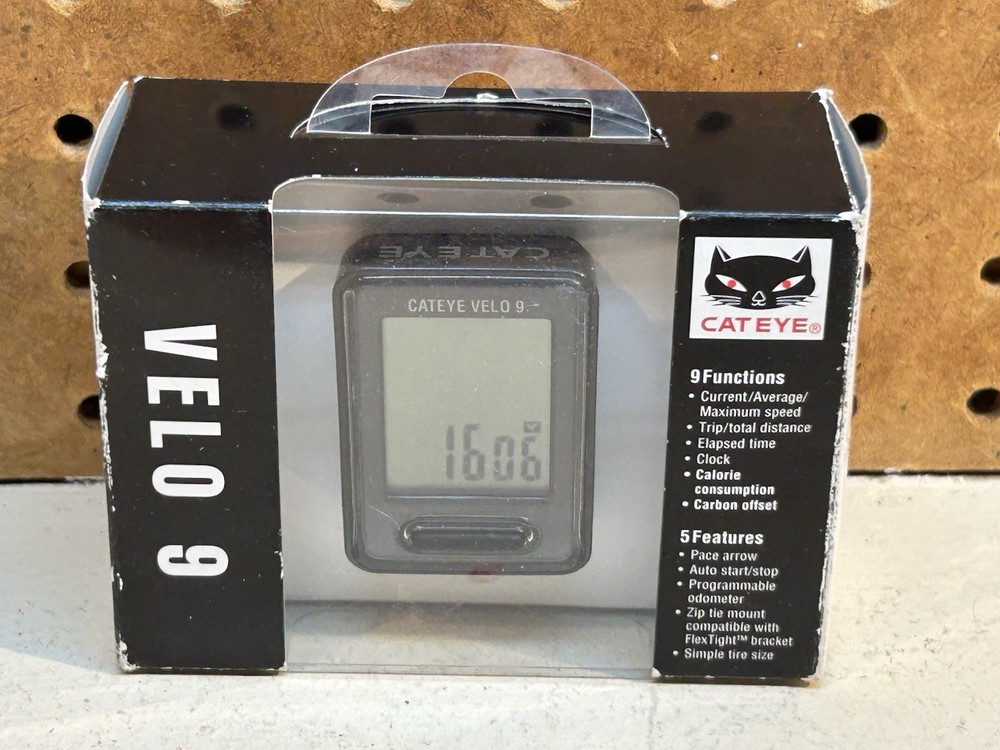 VELO 9
CATEYE
CATEYE VELO 9
1606
CATEYE®
9 Functions
• Current/Average/
Maximum speed
• Trip/total distance
• Elapsed time
• Clock
• Calorie
consumption
• Carbon offset
5 Features
• Pace arrow
• Auto start/stop
• Programmable
odometer
• Zip tie mount
compatible with
FlexTight™ bracket
• Simple tire size